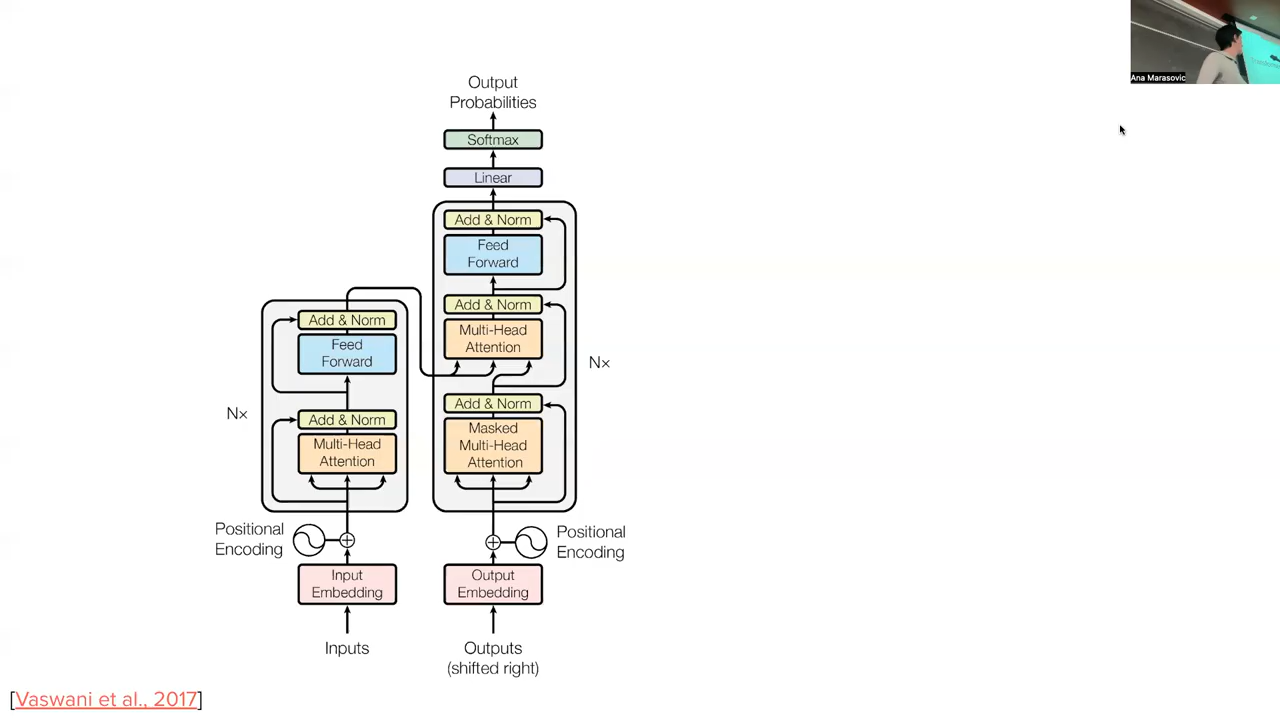 Ana Marasovic
Output
Probabilities
Softmax
Linear
Add & Norm
Feed
Forward
Add & Norm
Multi-Head
Attention
Nx
Add & Norm
Masked
Multi-Head
Attention
Add & Norm
Feed
Forward
Nx
Add & Norm
Multi-Head
Attention
Positional
Encoding
Positional
Encoding
Input
Embedding
Output
Embedding
Inputs
Outputs
(shifted right)
[Vaswani et al., 2017]